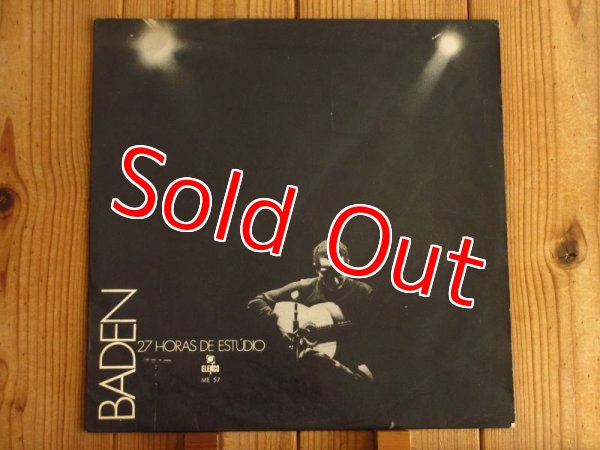 Sold Out
BADEN
27 HORAS DE ESTÚDIO
ELENCO
ME 57